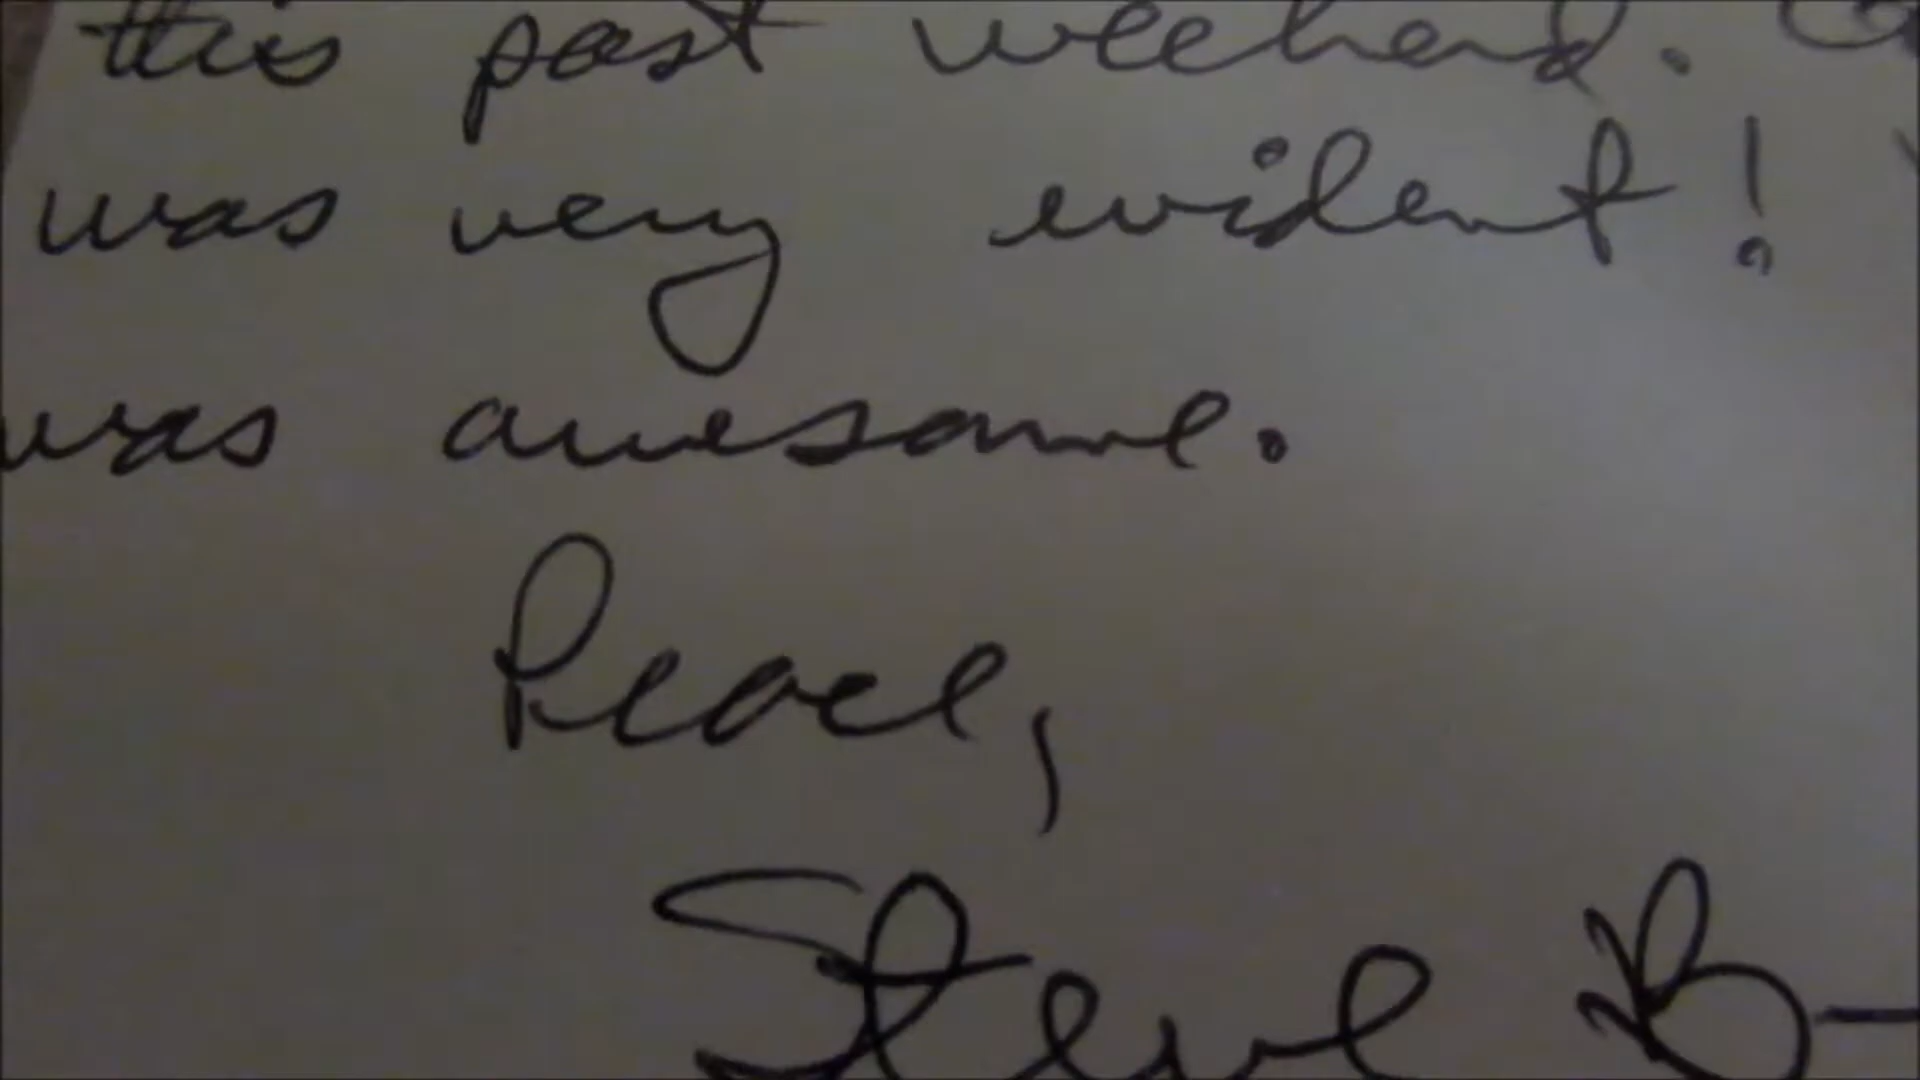 this past weekend.
was very evident!
was awesome.
Peace,
Steve B